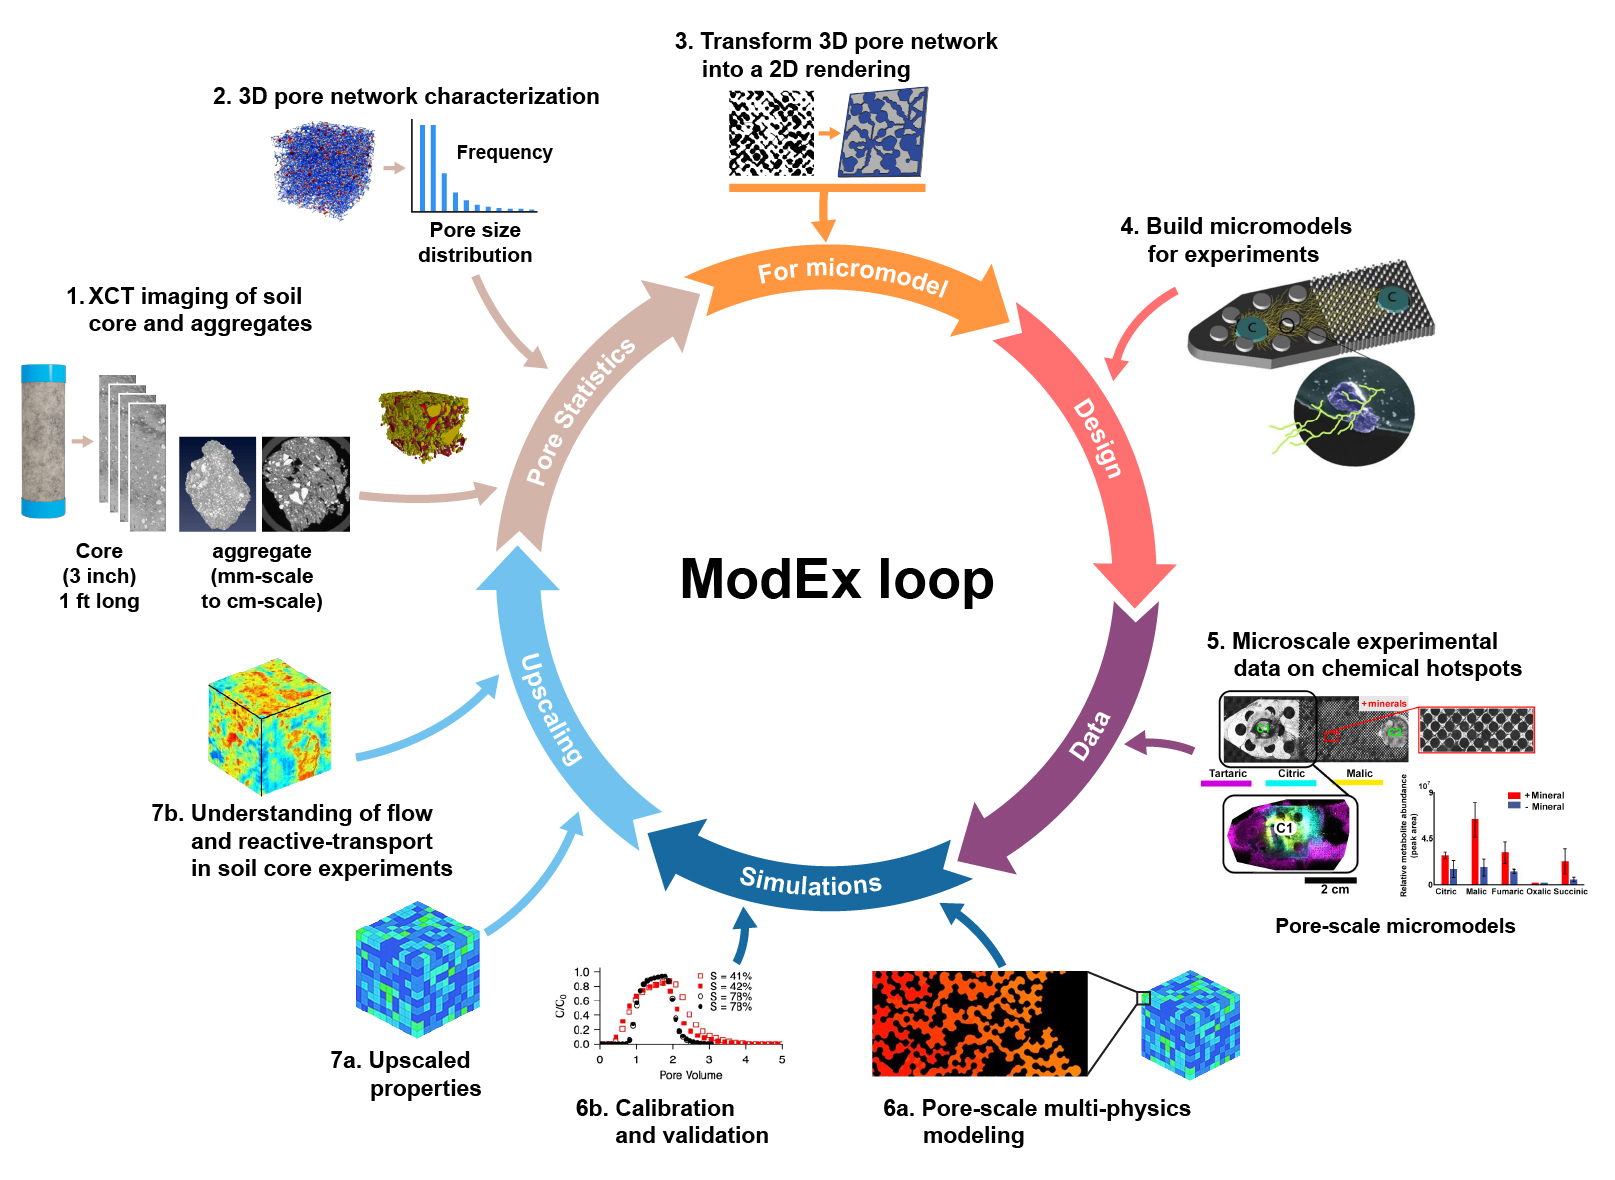 3. Transform 3D pore network
into a 2D rendering
2. 3D pore network characterization
Frequency
Pore size
distribution
4. Build micromodels
for experiments
C
C
1. XCT imaging of soil
core and aggregates
Core
(3 inch)
1 ft long
aggregate
(mm-scale
to cm-scale)
For micromodel
Design
Data
Simulations
Upscaling
Pore Statistics
ModEx loop
5. Microscale experimental
data on chemical hotspots
+ minerals
C1
C2
Tartaric
Citric
Malic
C1
2 cm
Relative metabolite abundance
(peak area)
10⁷
9
4.5
0
+ Mineral
- Mineral
Citric
Malic
Fumaric
Oxalic
Succinic
Pore-scale micromodels
7b. Understanding of flow
and reactive-transport
in soil core experiments
7a. Upscaled
properties
C/C₀
1.0
0.8
0.6
0.4
0.2
0.0
0 1 2 3 4 5
Pore Volume
S = 41%
S = 42%
S = 78%
S = 78%
6b. Calibration
and validation
6a. Pore-scale multi-physics
modeling